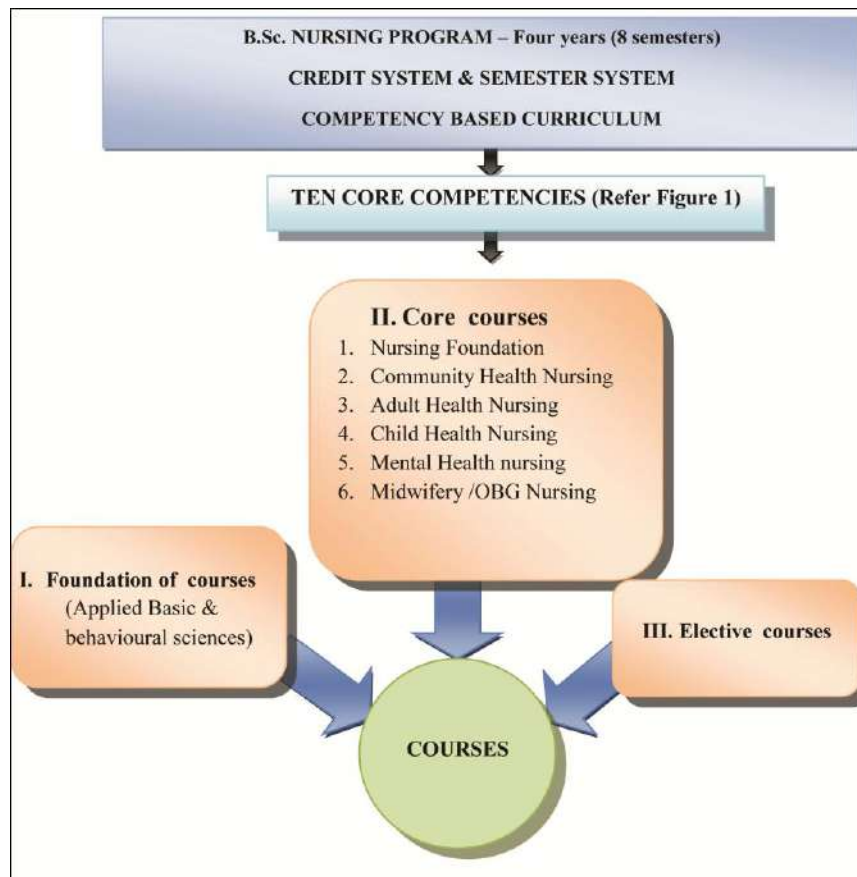 B.Sc. NURSING PROGRAM – Four years (8 semesters)
CREDIT SYSTEM & SEMESTER SYSTEM
COMPETENCY BASED CURRICULUM
TEN CORE COMPETENCIES (Refer Figure 1)
II. Core courses
1. Nursing Foundation
2. Community Health Nursing
3. Adult Health Nursing
4. Child Health Nursing
5. Mental Health nursing
6. Midwifery /OBG Nursing
I. Foundation of courses
(Applied Basic &
behavioural sciences)
III. Elective courses
COURSES